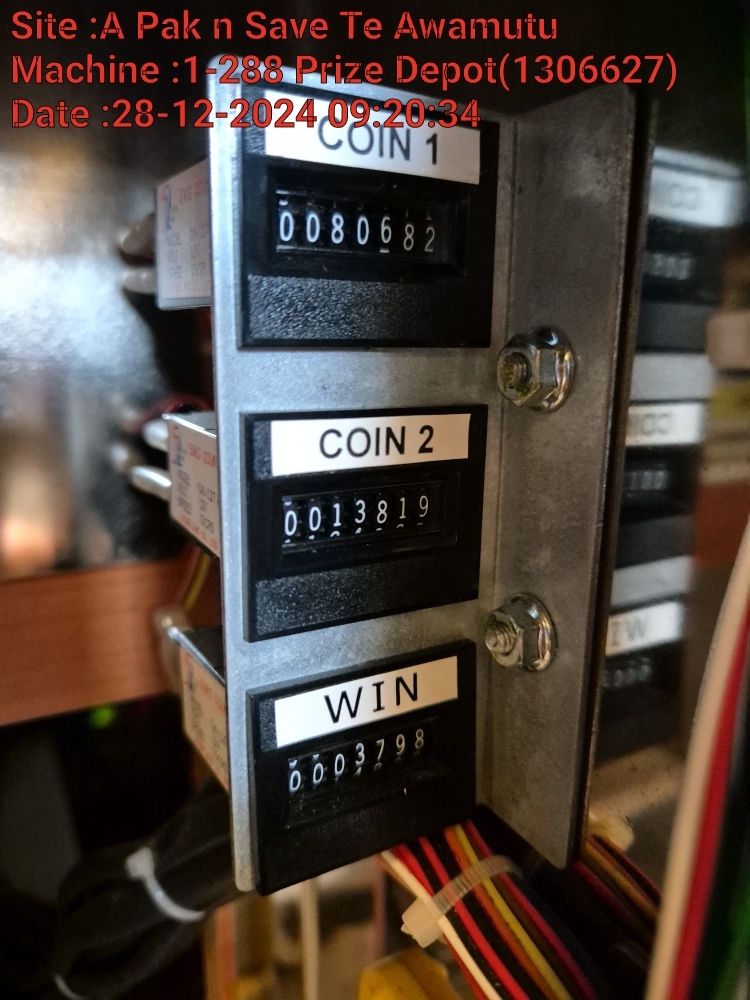 Site :A Pak n Save Te Awamutu
Machine :1-288 Prize Depot(1306627)
Date :28-12-2024 09:20:34
COIN 1
0080682
COIN 2
0013819
WIN
0003798